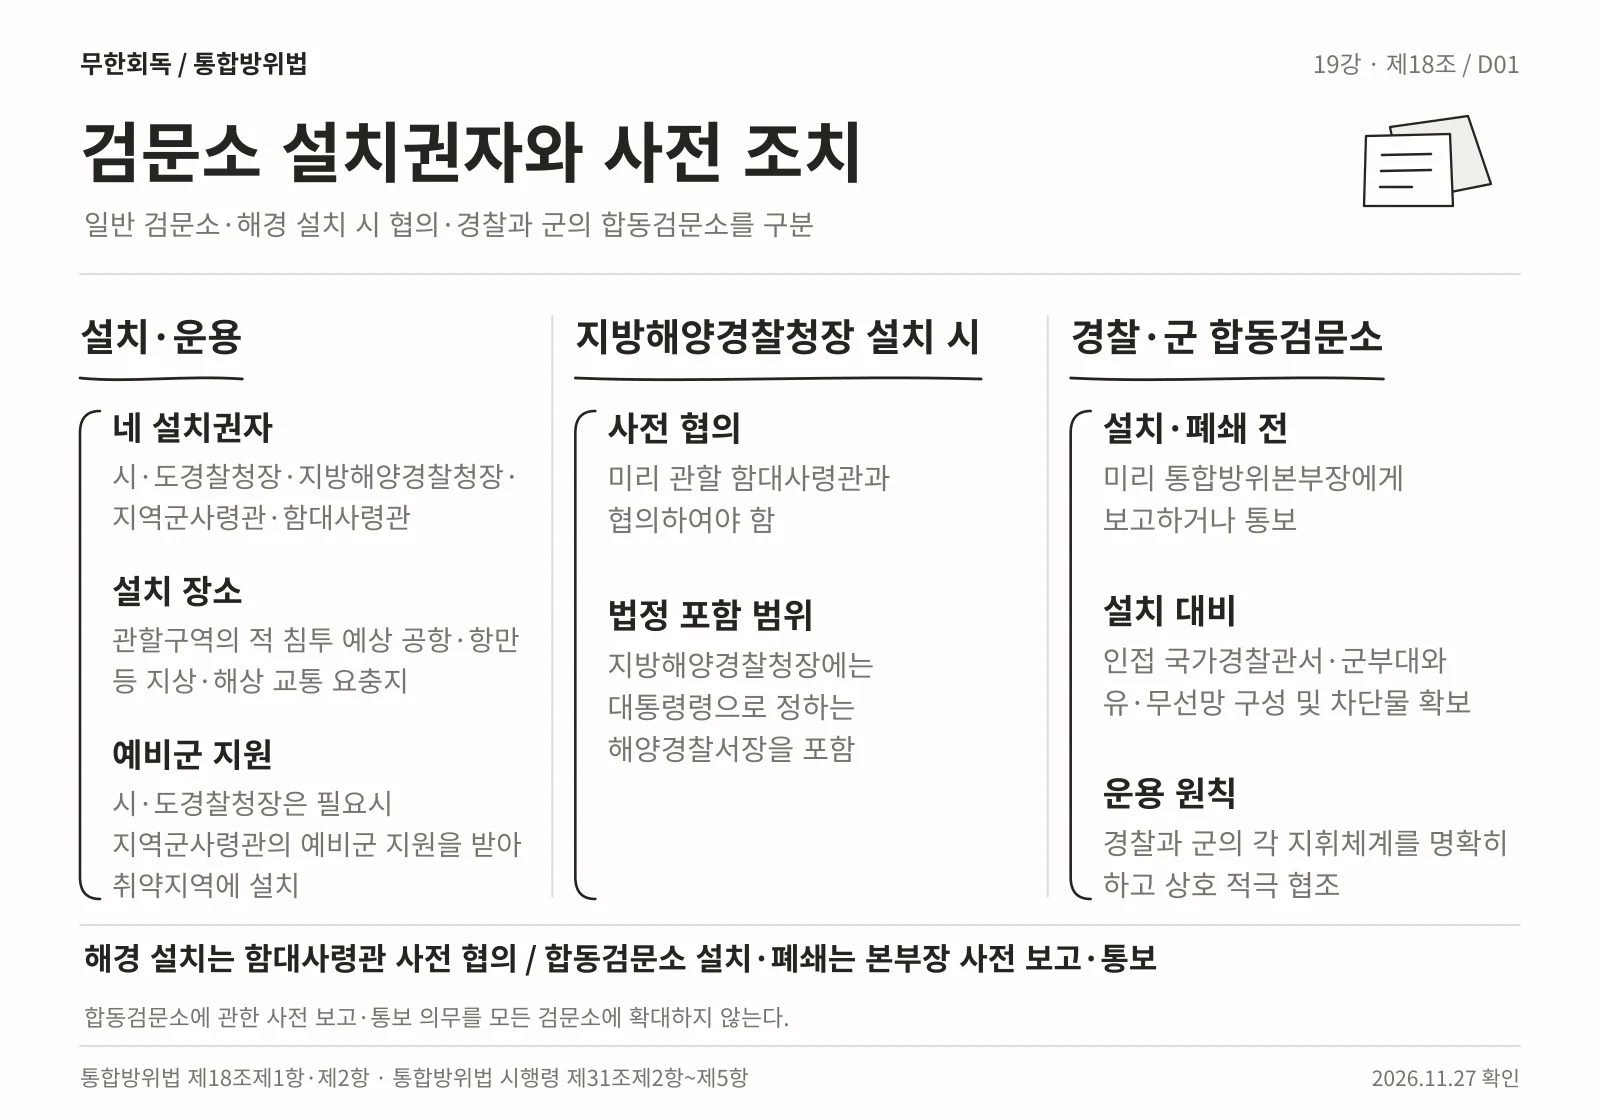 무한회독 / 통합방위법
19강 · 제18조 / D01
검문소 설치권자와 사전 조치
일반 검문소·해경 설치 시 협의·경찰과 군의 합동검문소를 구분
설치·운용
네 설치권자
시·도경찰청장·지방해양경찰청장·
지역군사령관·함대사령관
설치 장소
관할구역의 적 침투 예상 공항·항만
등 지상·해상 교통 요충지
예비군 지원
시·도경찰청장은 필요시
지역군사령관의 예비군 지원을 받아
취약지역에 설치
지방해양경찰청장 설치 시
사전 협의
미리 관할 함대사령관과
협의하여야 함
법정 포함 범위
지방해양경찰청장에는
대통령령으로 정하는
해양경찰서장을 포함
경찰·군 합동검문소
설치·폐쇄 전
미리 통합방위본부장에게
보고하거나 통보
설치 대비
인접 국가경찰관서·군부대와
유·무선망 구성 및 차단물 확보
운용 원칙
경찰과 군의 각 지휘체계를 명확히
하고 상호 적극 협조
해경 설치는 함대사령관 사전 협의 / 합동검문소 설치·폐쇄는 본부장 사전 보고·통보
합동검문소에 관한 사전 보고·통보 의무를 모든 검문소에 확대하지 않는다.
통합방위법 제18조제1항·제2항 · 통합방위법 시행령 제31조제2항~제5항
2026.11.27 확인